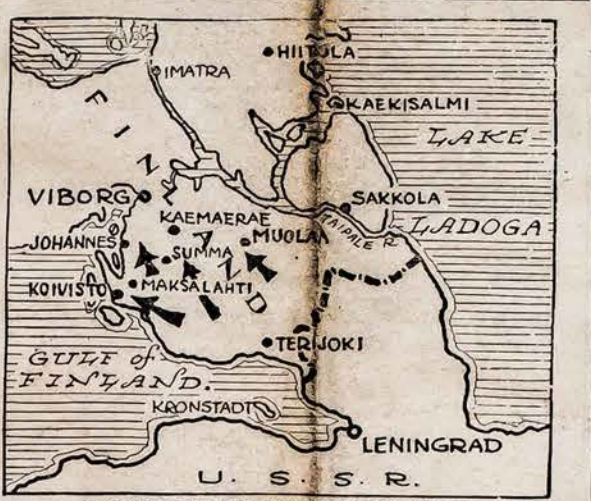 HIITOLA
IMATRA
KAEKISALMI
FINLAND
LAKE
LADOGA
VIBORG
SAKKOLA
KAEMAERAE
TAIPALE R.
JOHANNES
MUOLAA
SUMMA
KOIVISTO
MAKSALAHTI
TERIJOKI
GULF of
FINLAND.
KRONSTADT
LENINGRAD
U. S. S. R.